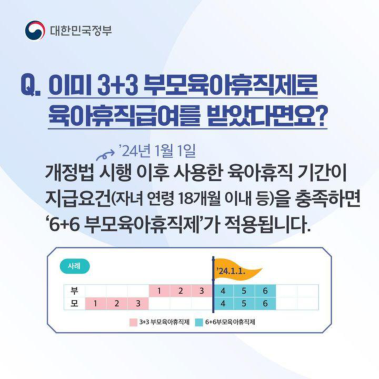 대한민국정부
Q. 이미 3+3 부모육아휴직제로
육아휴직급여를 받았다면요?
'24년 1월 1일
개정법 시행 이후 사용한 육아휴직 기간이
지급요건(자녀 연령 18개월 이내 등)을 충족하면
'6+6 부모육아휴직제'가 적용됩니다.
사례
'24.1.1.
부 1 2 3 4 5 6
모 1 2 3 4 5 6
3+3 부모육아휴직제 6+6부모육아휴직제